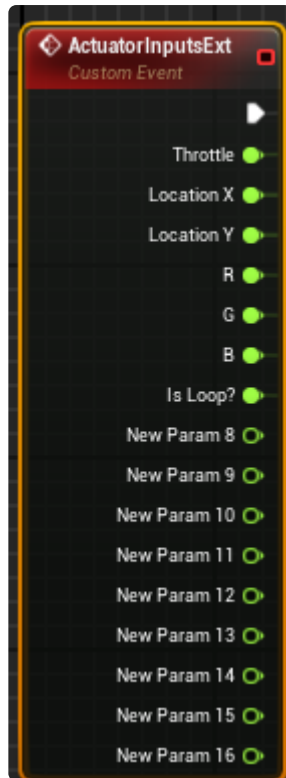 ActuatorInputsExt
Custom Event
Throttle
Location X
Location Y
R
G
B
Is Loop?
New Param 8
New Param 9
New Param 10
New Param 11
New Param 12
New Param 13
New Param 14
New Param 15
New Param 16